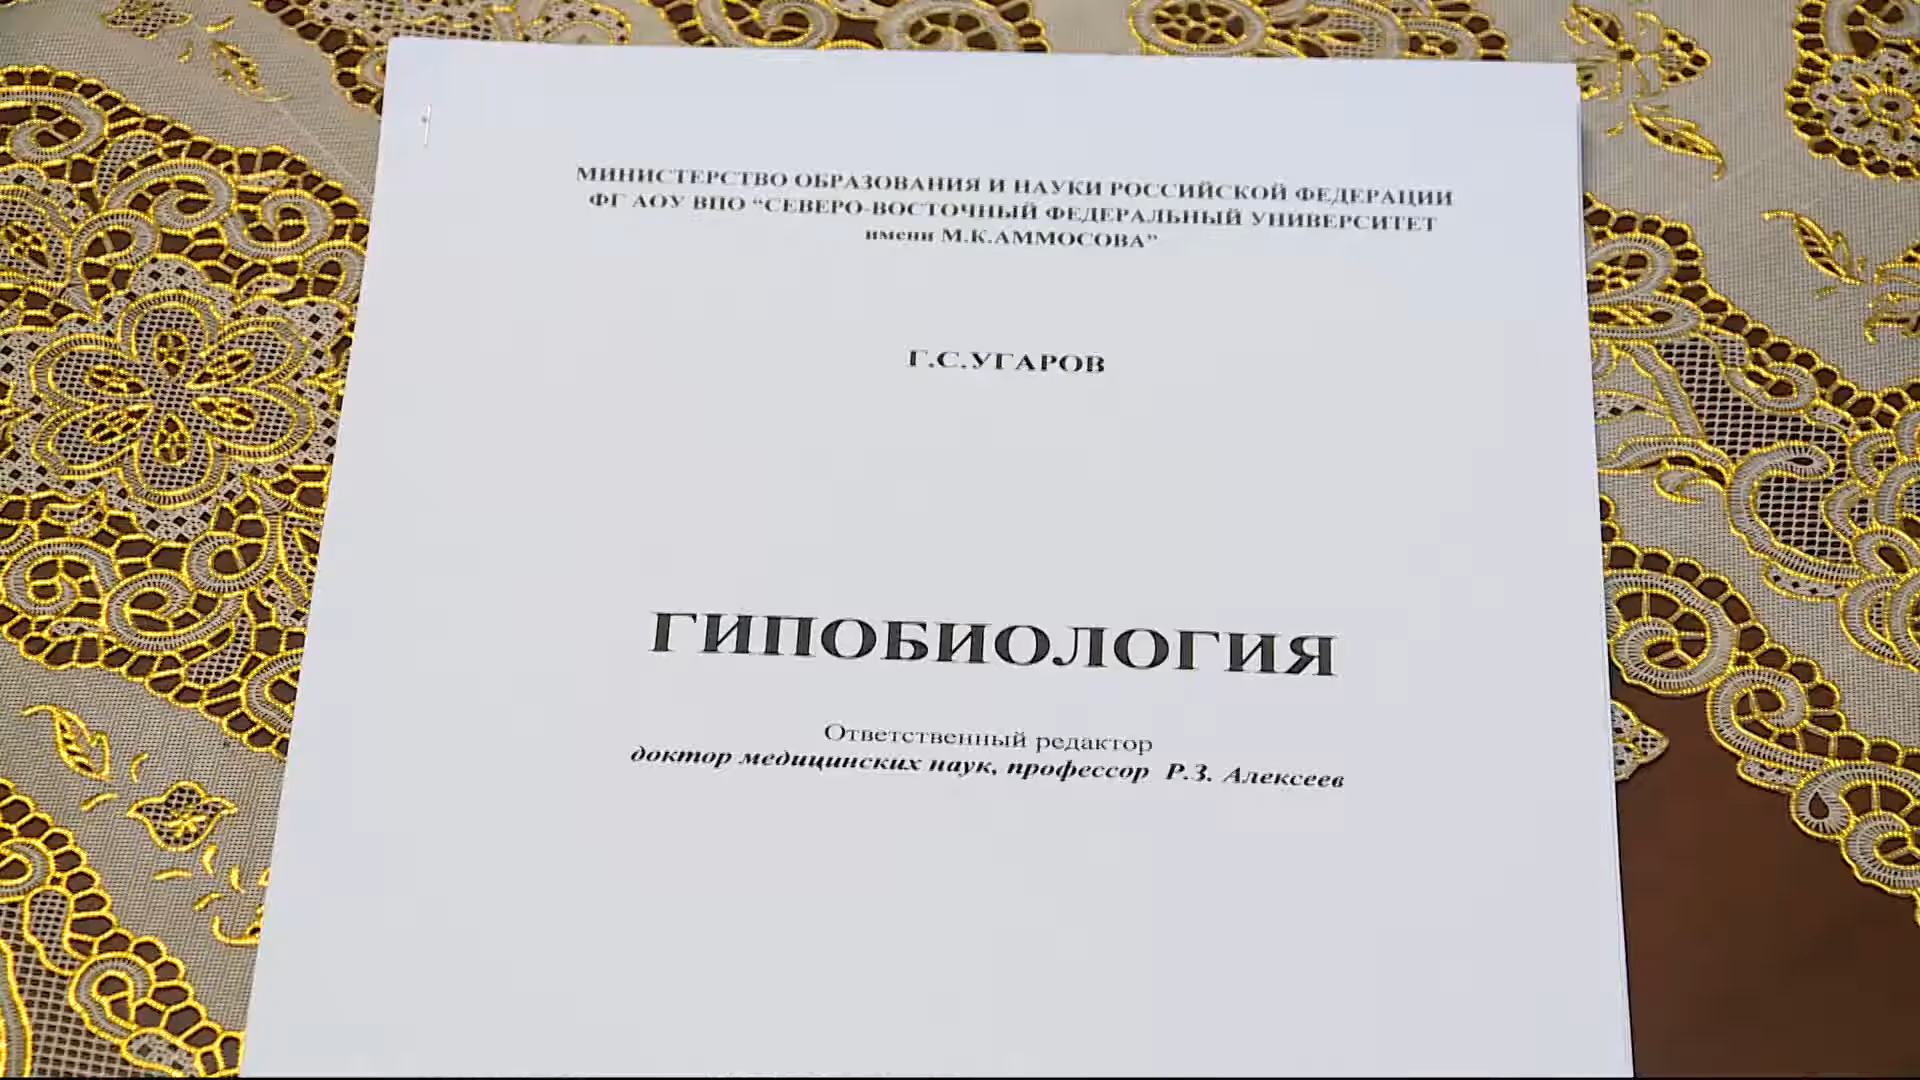 МИНИСТЕРСТВО ОБРАЗОВАНИЯ И НАУКИ РОССИЙСКОЙ ФЕДЕРАЦИИ
ФГ АОУ ВПО “СЕВЕРО-ВОСТОЧНЫЙ ФЕДЕРАЛЬНЫЙ УНИВЕРСИТЕТ
имени М.К.АММОСОВА”
Г.С.УГАРОВ
ГИПОБИОЛОГИЯ
Ответственный редактор
доктор медицинских наук, профессор Р.З. Алексеев